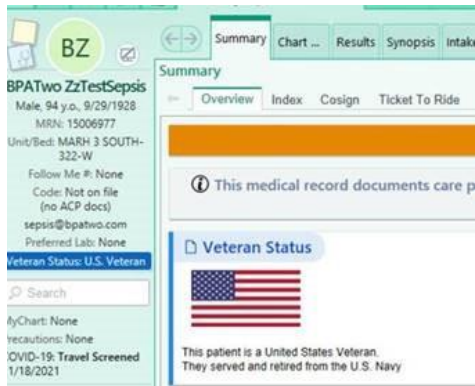 BZ
BPATwo ZzTestSepsis
Male, 94 y.o., 9/29/1928
MRN: 15006977
Unit/Bed: MARH 3 SOUTH-
322-W
Follow Me #: None
Code: Not on file
(no ACP docs)
sepsis@bpatwo.com
Preferred Lab: None
Veteran Status: U.S. Veteran
Search
MyChart: None
Precautions: None
COVID-19: Travel Screened
1/18/2021
Summary
Chart ...
Results
Synopsis
Intake
Summary
Overview
Index
Cosign
Ticket To Ride
This medical record documents care p
Veteran Status
This patient is a United States Veteran.
They served and retired from the U.S. Navy